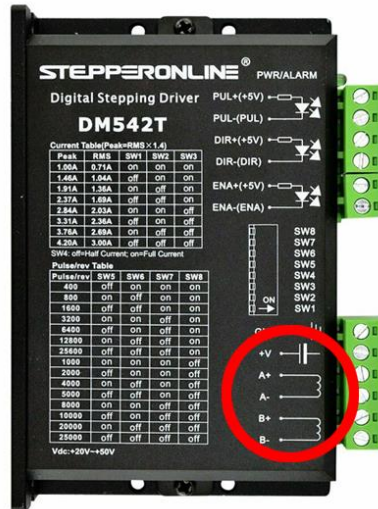 STEPPERONLINE®
PWR/ALARM
Digital Stepping Driver
DM542T
PUL+(+5V)
PUL-(PUL)
DIR+(+5V)
DIR-(DIR)
ENA+(+5V)
ENA-(ENA)
Current Table(Peak=RMS×1.4)
Peak RMS SW1 SW2 SW3
1.00A 0.71A on on on
1.46A 1.04A off on on
1.91A 1.36A on off on
2.37A 1.69A off off on
2.84A 2.03A on on off
3.31A 2.36A off on off
3.76A 2.69A on off off
4.20A 3.00A off off off
SW4: off=Half Current; on=Full Current
Pulse/rev Table
Pulse/rev SW5 SW6 SW7 SW8
400 off on on on
800 on off on on
1600 off off on on
3200 on on off on
6400 off on off on
12800 on off off on
25600 off off off on
1000 on on on off
2000 off on on off
4000 on off on off
5000 off off on off
8000 on on off off
10000 off on off off
20000 on off off off
25000 off off off off
Vdc:+20V~+50V
SW8
SW7
SW6
SW5
SW4
SW3
SW2
SW1
ON
+V
A+
A-
B+
B-